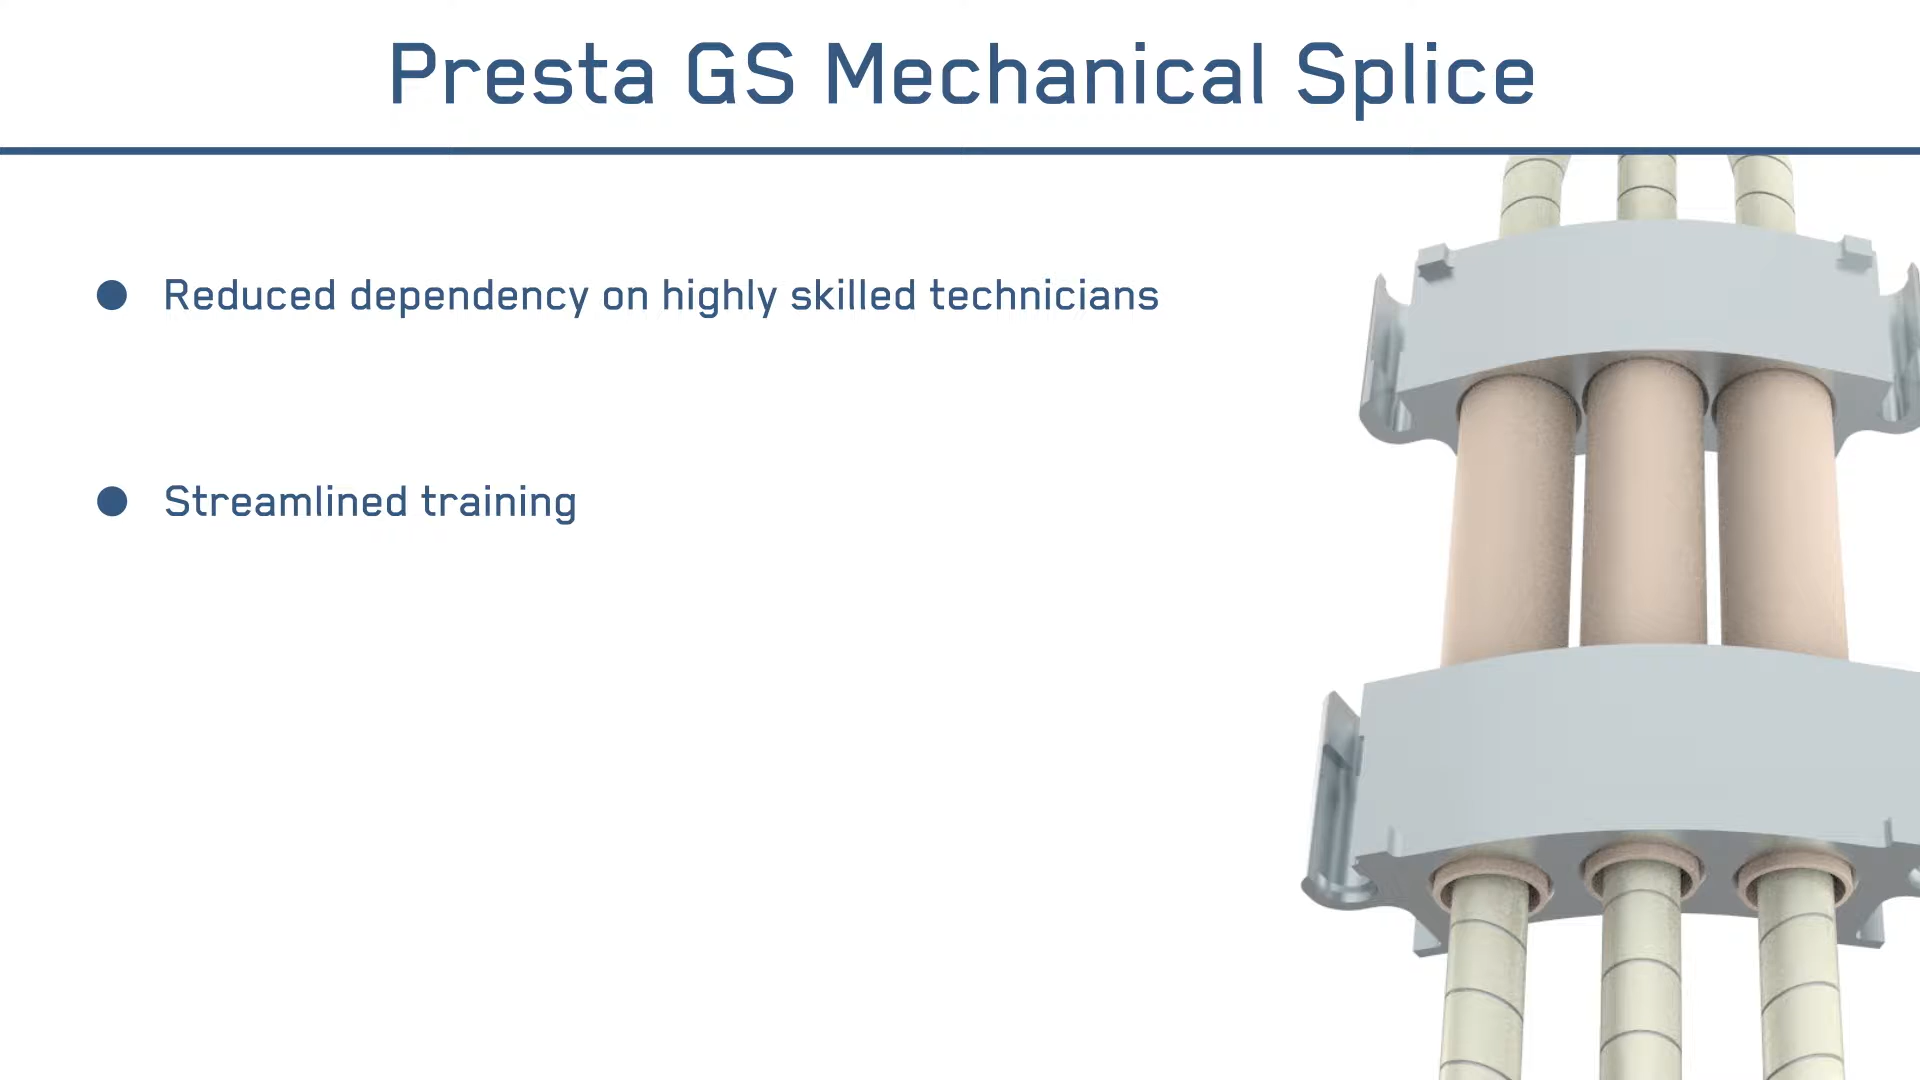 Presta GS Mechanical Splice
Reduced dependency on highly skilled technicians
Streamlined training